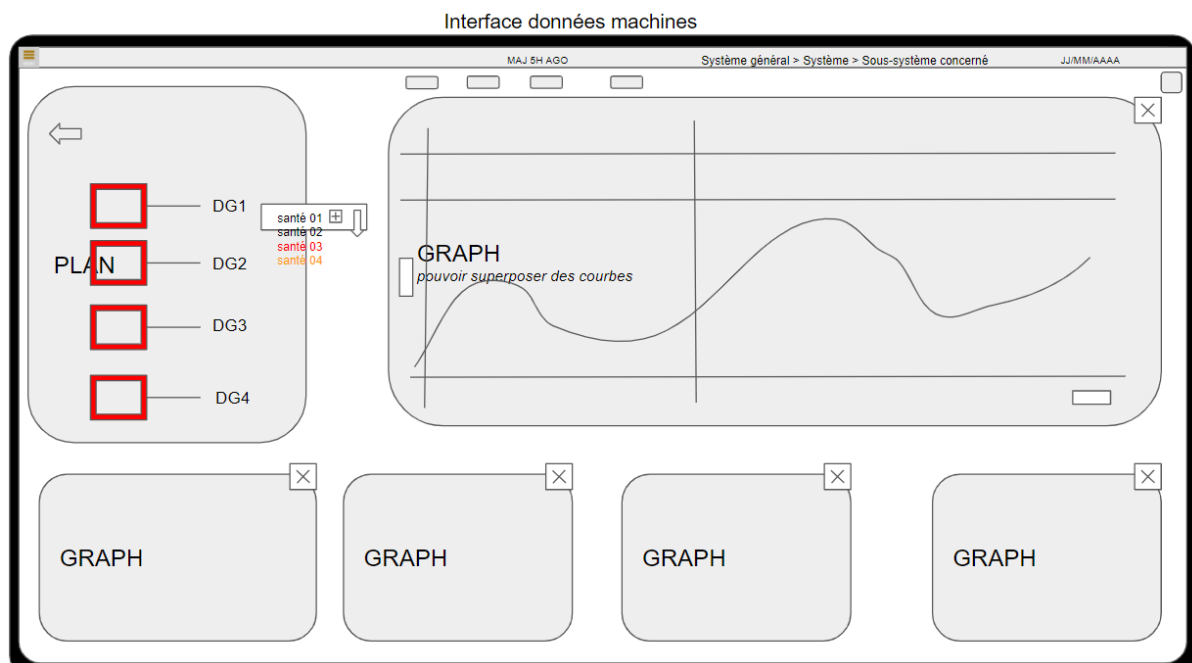 Interface données machines
MAJ 5H AGO
Système général > Système > Sous-système concerné
JJ/MM/AAAA
PLAN
DG1
DG2
DG3
DG4
santé 01
santé 02
santé 03
santé 04
GRAPH
pouvoir superposer des courbes
GRAPH
GRAPH
GRAPH
GRAPH